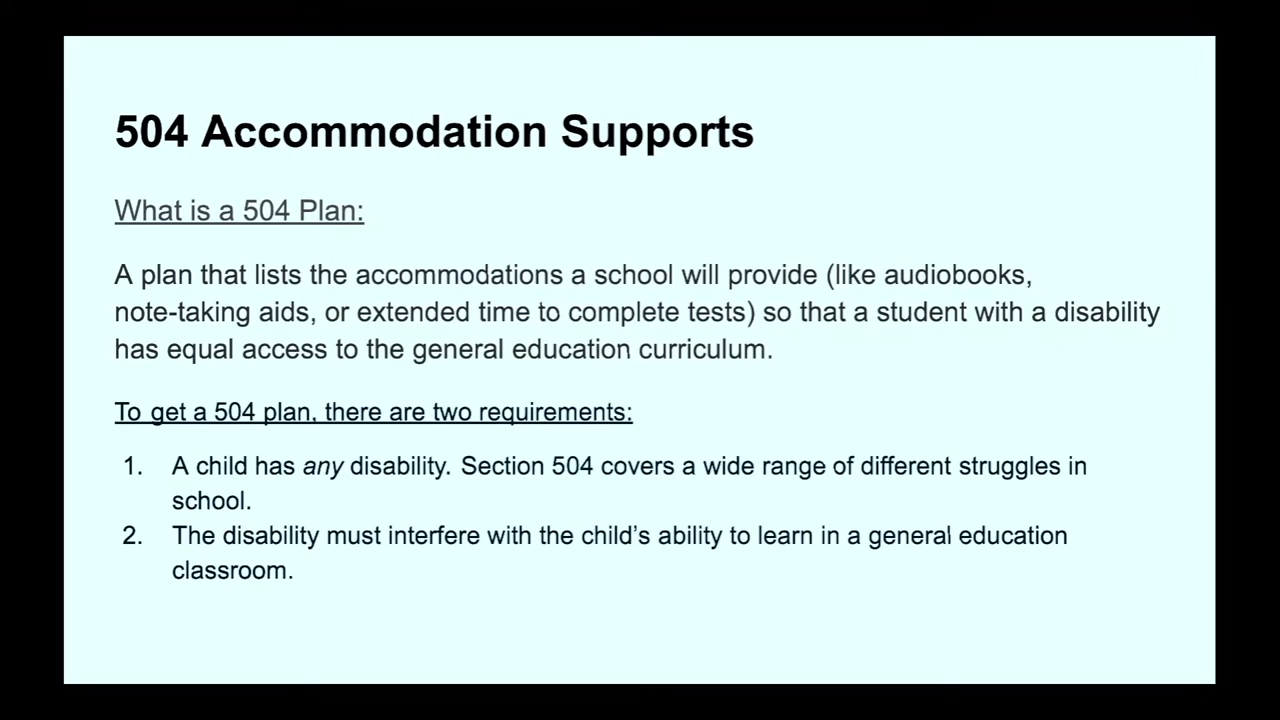 504 Accommodation Supports
What is a 504 Plan:
A plan that lists the accommodations a school will provide (like audiobooks,
note-taking aids, or extended time to complete tests) so that a student with a disability
has equal access to the general education curriculum.
To get a 504 plan, there are two requirements:
1. A child has any disability. Section 504 covers a wide range of different struggles in
school.
2. The disability must interfere with the child's ability to learn in a general education
classroom.